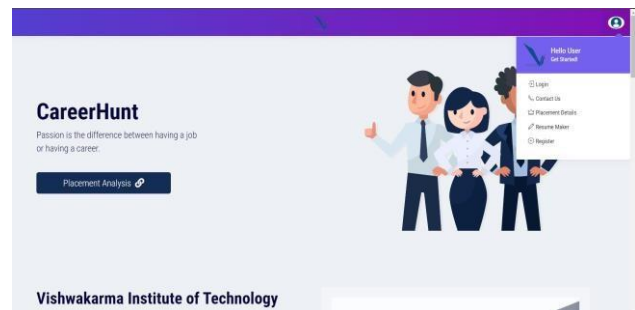 Hello User
Get Started!
Login
Contact Us
Placement Details
Resume Maker
Register
CareerHunt
Passion is the difference between having a job
or having a career.
Placement Analysis
Vishwakarma Institute of Technology